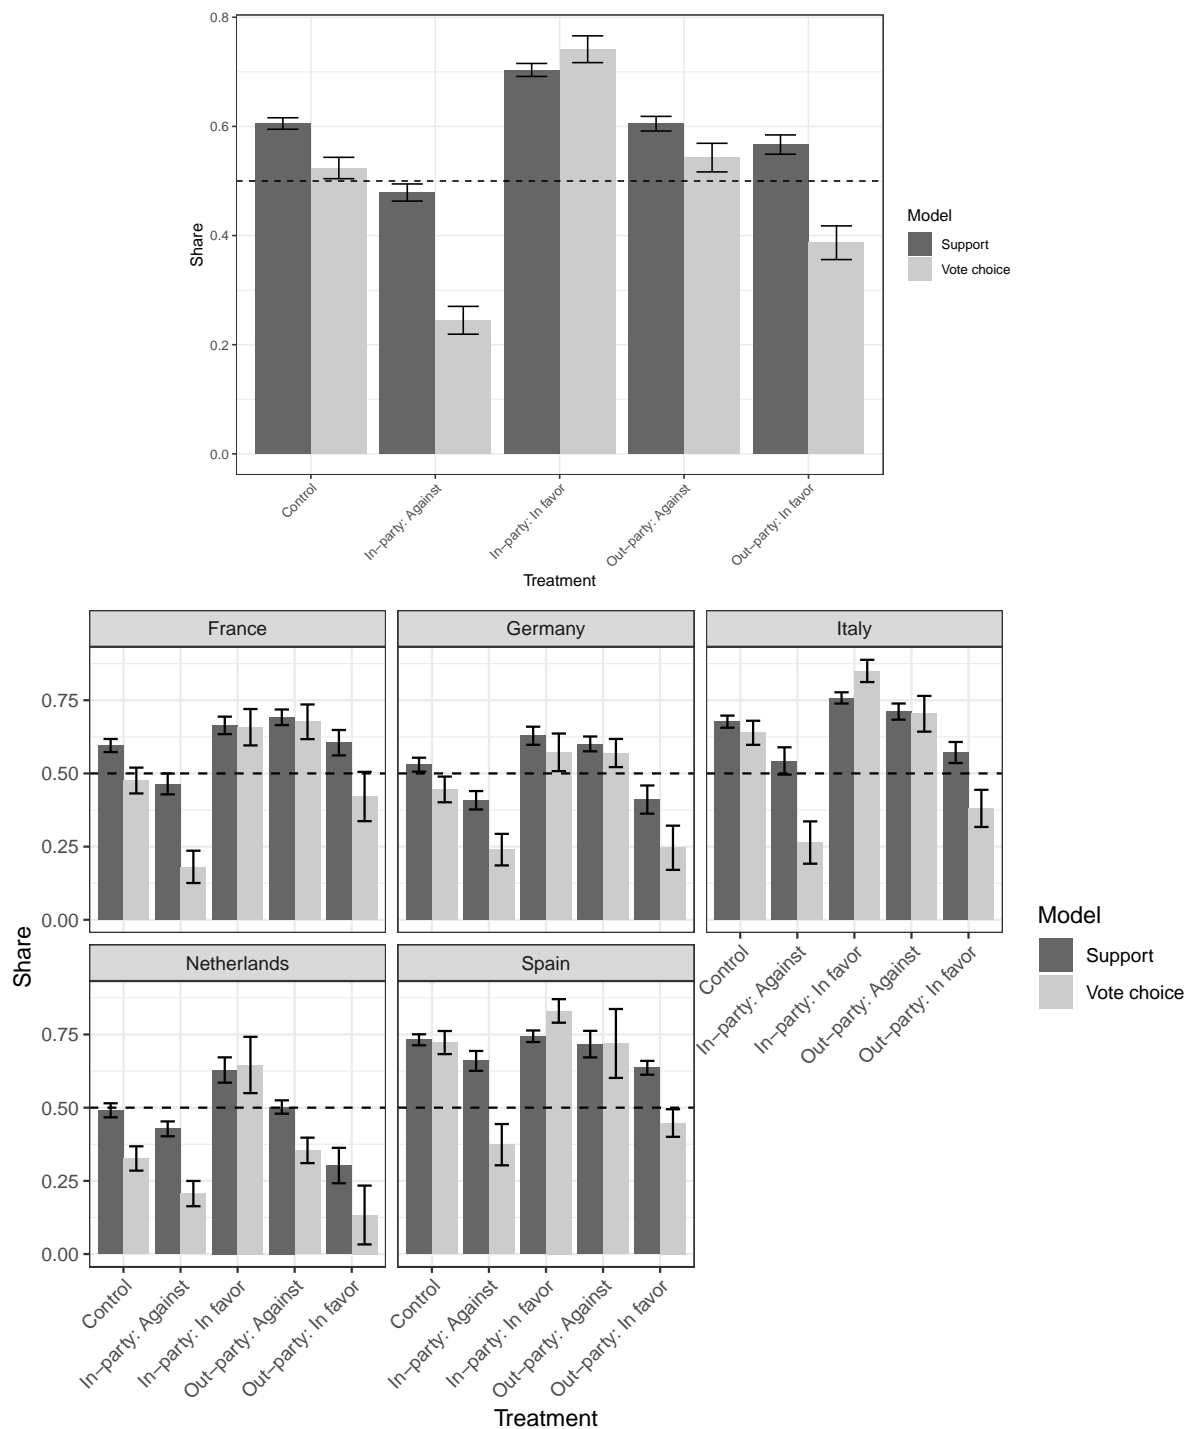 0.8
0.6
0.4
0.2
0.0
Share
Control
In−party: Against
In−party: In favor
Out−party: Against
Out−party: In favor
Treatment
Model
Support
Vote choice
France
Germany
Italy
0.75
0.50
0.25
0.00
Netherlands
Spain
0.75
0.50
0.25
0.00
Share
Control
In−party: Against
In−party: In favor
Out−party: Against
Out−party: In favor
Control
In−party: Against
In−party: In favor
Out−party: Against
Out−party: In favor
Control
In−party: Against
In−party: In favor
Out−party: Against
Out−party: In favor
Treatment
Model
Support
Vote choice